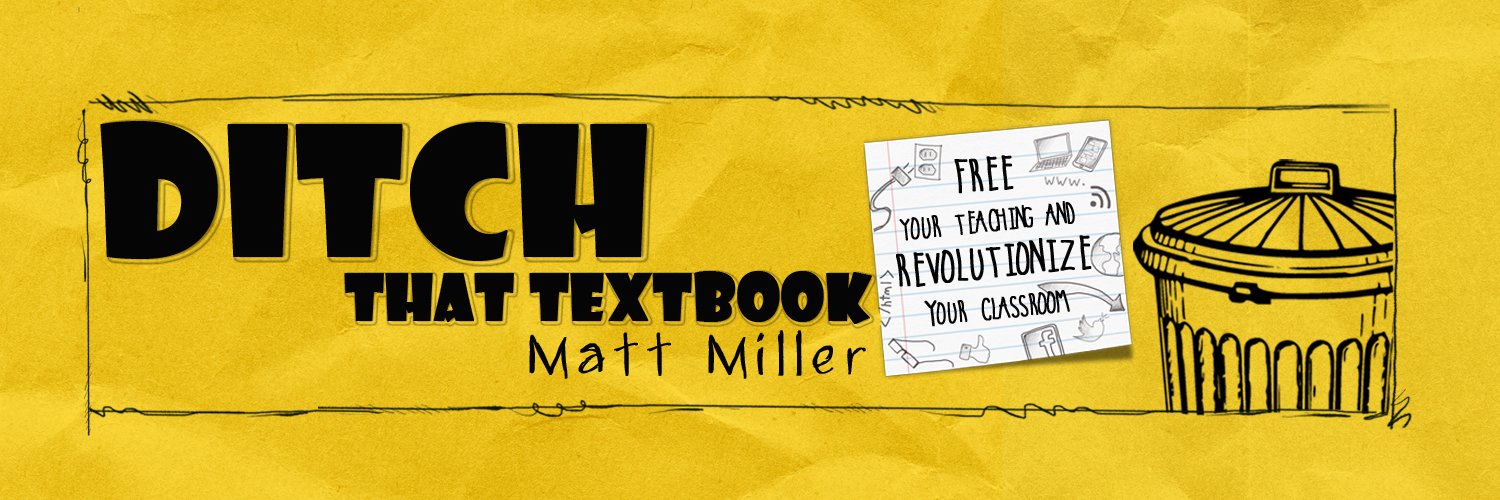 DITCH
THAT TEXTBOOK
Matt Miller
FREE
YOUR TEACHING AND
REVOLUTIONIZE
YOUR CLASSROOM
www.
</html>
f